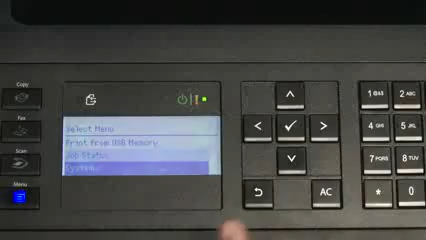 Copy
Fax
Scan
Menu
Select Menu
Print from USB Memory
Job Status
System
AC
1 @:/
2 ABC
4 GHI
5 JKL
7 PQRS
8 TUV
*
0